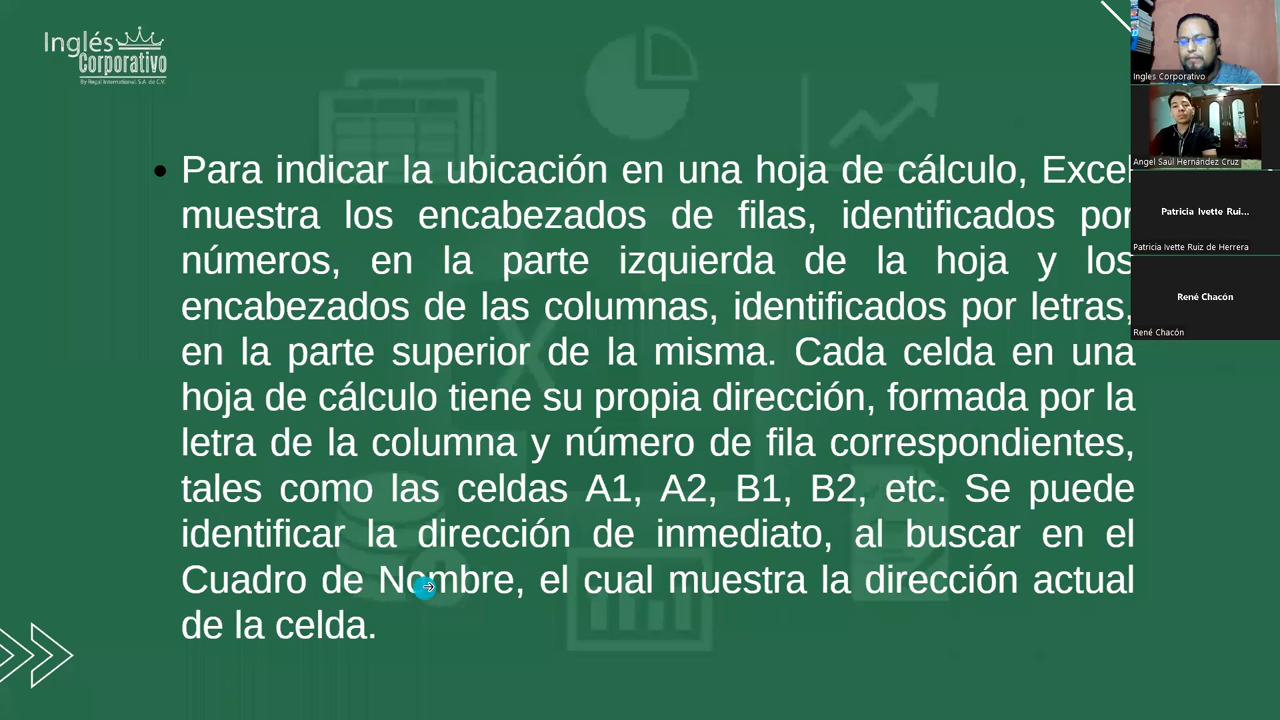 Inglés
Corporativo
By Regal International, S.A. de C.V.
Para indicar la ubicación en una hoja de cálculo, Excel
muestra los encabezados de filas, identificados por
números, en la parte izquierda de la hoja y los
encabezados de las columnas, identificados por letras,
en la parte superior de la misma. Cada celda en una
hoja de cálculo tiene su propia dirección, formada por la
letra de la columna y número de fila correspondientes,
tales como las celdas A1, A2, B1, B2, etc. Se puede
identificar la dirección de inmediato, al buscar en el
Cuadro de Nombre, el cual muestra la dirección actual
de la celda.
Ingles Corporativo
Angel Saúl Hernández Cruz
Patricia Ivette Rui...
Patricia Ivette Ruiz de Herrera
René Chacón
René Chacón